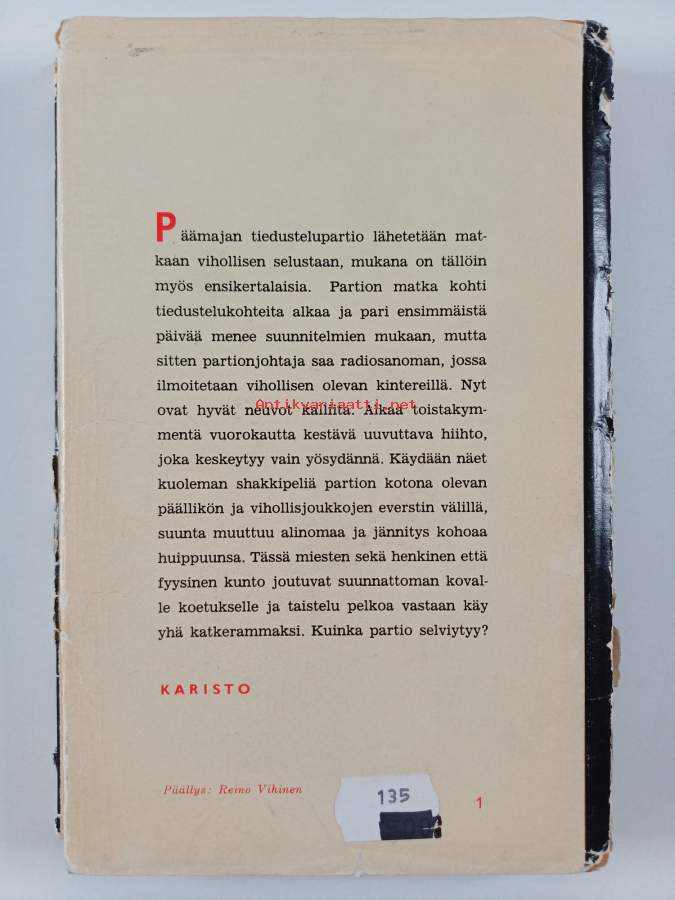 Päämajan tiedustelupartio lähetetään mat-
kaan vihollisen selustaan, mukana on tällöin
myös ensikertalaisia. Partion matka kohti
tiedustelukohteita alkaa ja pari ensimmäistä
päivää menee suunnitelmien mukaan, mutta
sitten partionjohtaja saa radiosanoman, jossa
ilmoitetaan vihollisen olevan kintereillä. Nyt
ovat hyvät neuvot kalliita. Alkaa toistakym-
Antikvariaatti.net
mentä vuorokautta kestävä uuvuttava hiihto,
joka keskeytyy vain yösydännä. Käydään näet
kuoleman shakkipeliä partion kotona olevan
päällikön ja vihollisjoukkojen everstin välillä,
suunta muuttuu alinomaa ja jännitys kohoaa
huippuunsa. Tässä miesten sekä henkinen että
fyysinen kunto joutuvat suunnattoman koval-
le koetukselle ja taistelu pelkoa vastaan käy
yhä katkerammaksi. Kuinka partio selviytyy?
KARISTO
Päällys: Reino Vihinen
135
1